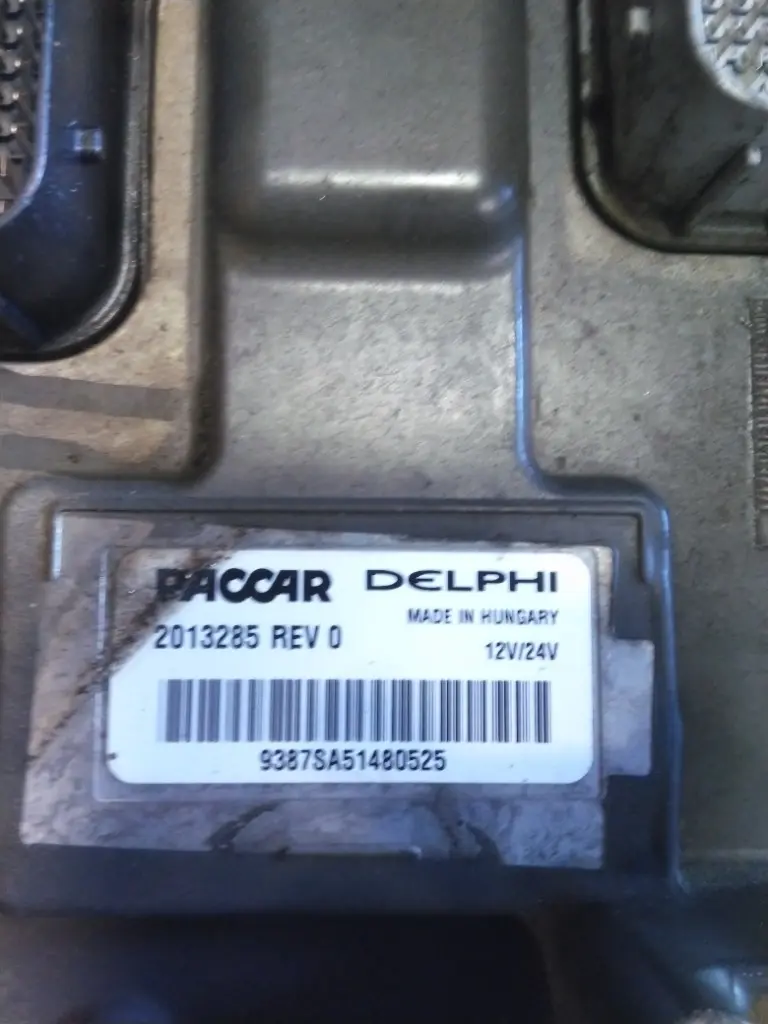 PACCAR DELPHI
MADE IN HUNGARY
2013285 REV 0
12V/24V
9387SA51480525